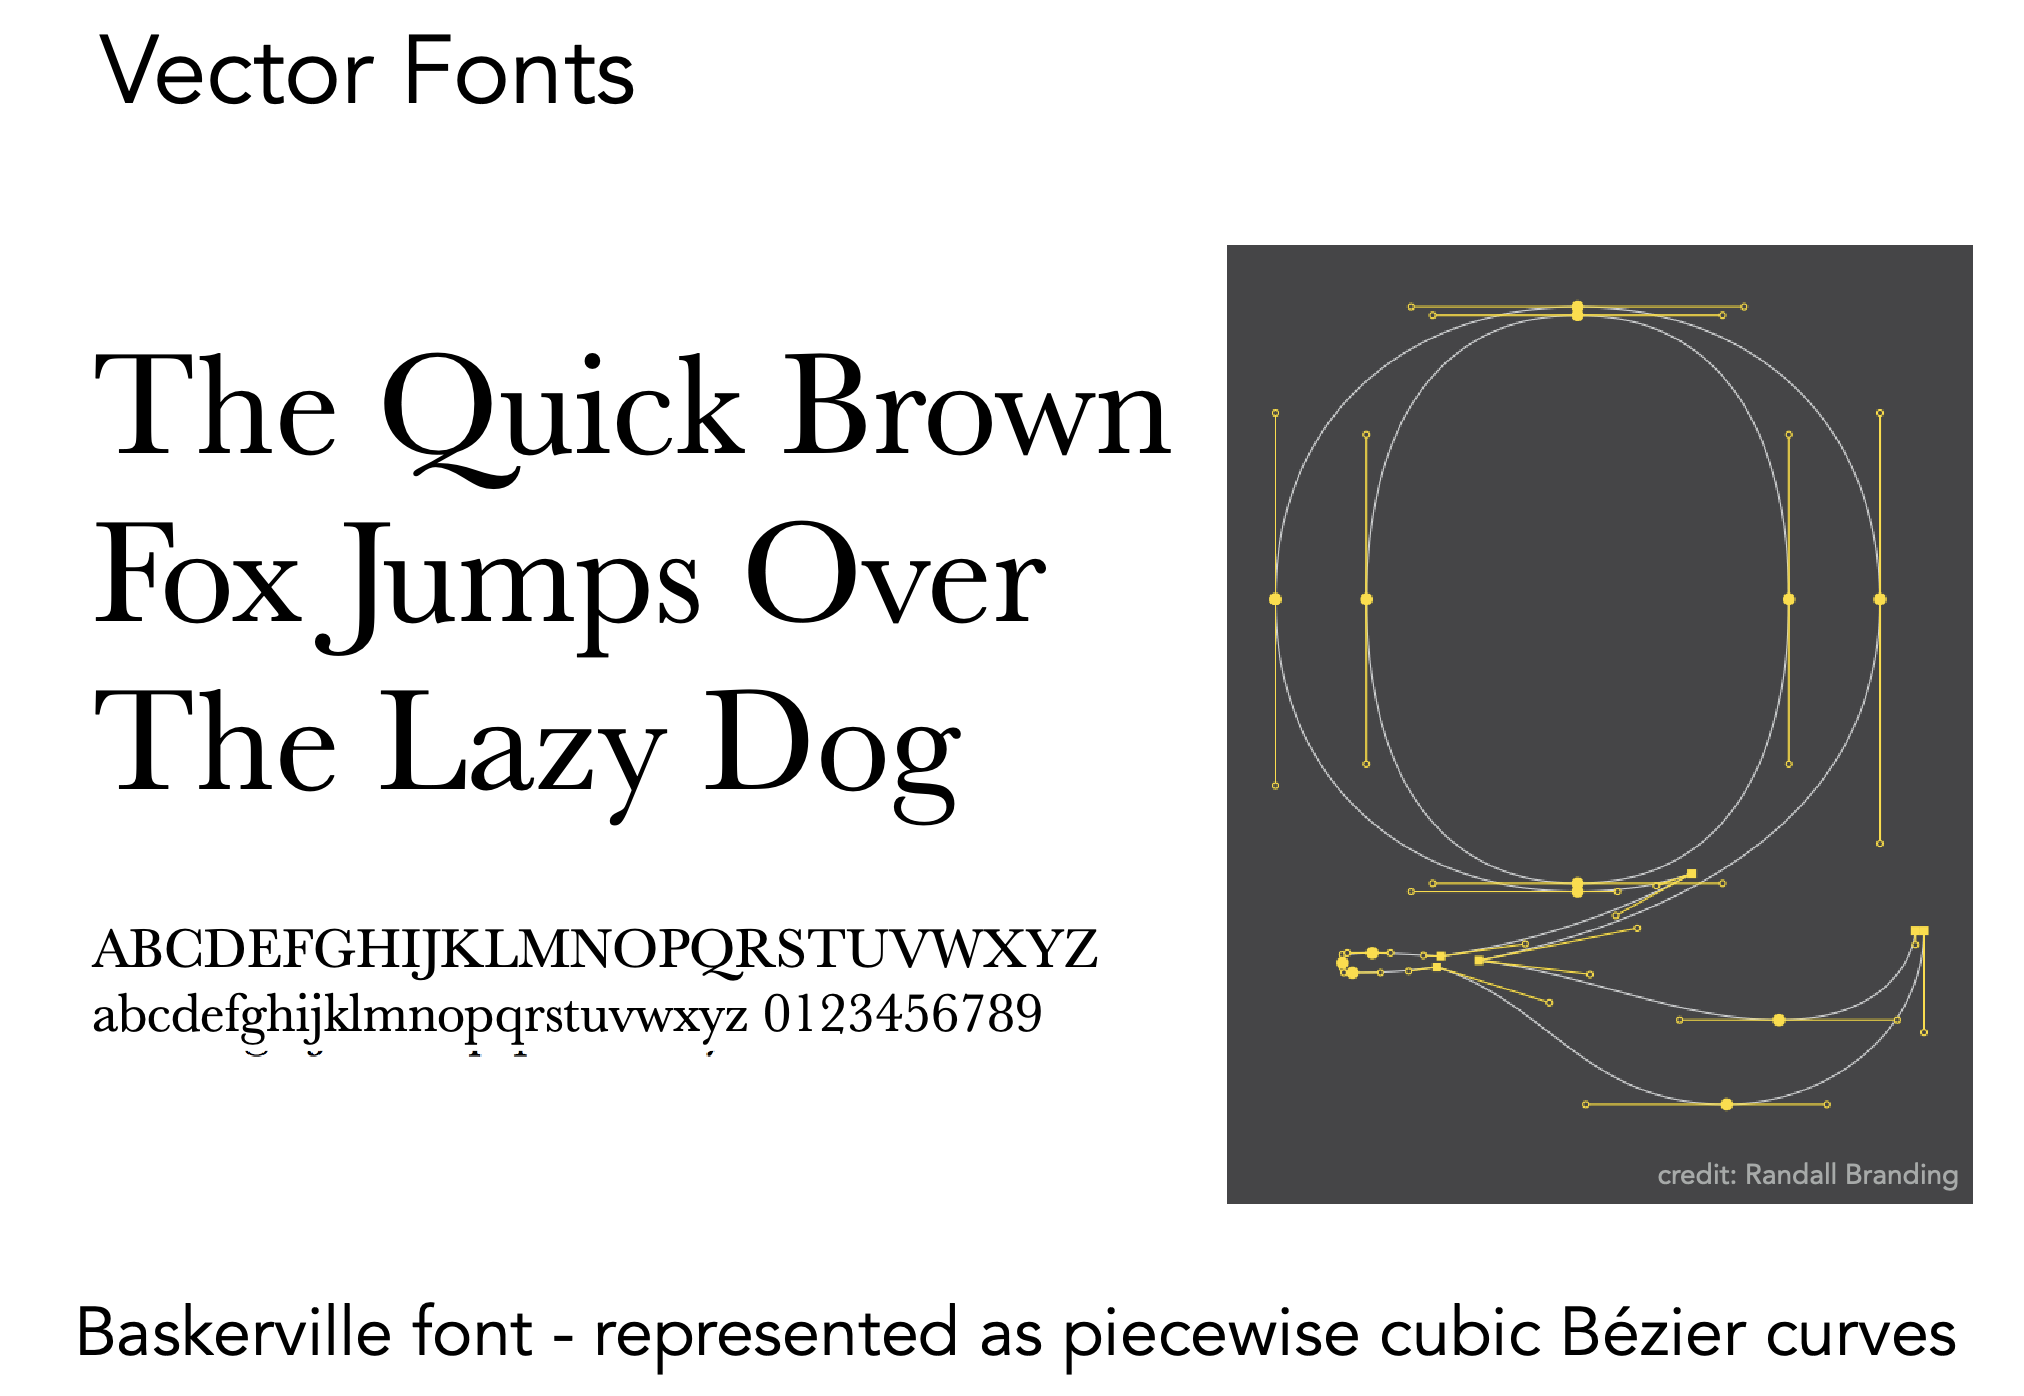 Vector Fonts
The Quick Brown
Fox Jumps Over
The Lazy Dog
ABCDEFGHIJKLMNOPQRSTUVWXYZ
abcdefghijklmnopqrstuvwxyz 0123456789
Q
credit: Randall Branding
Baskerville font - represented as piecewise cubic Bézier curves